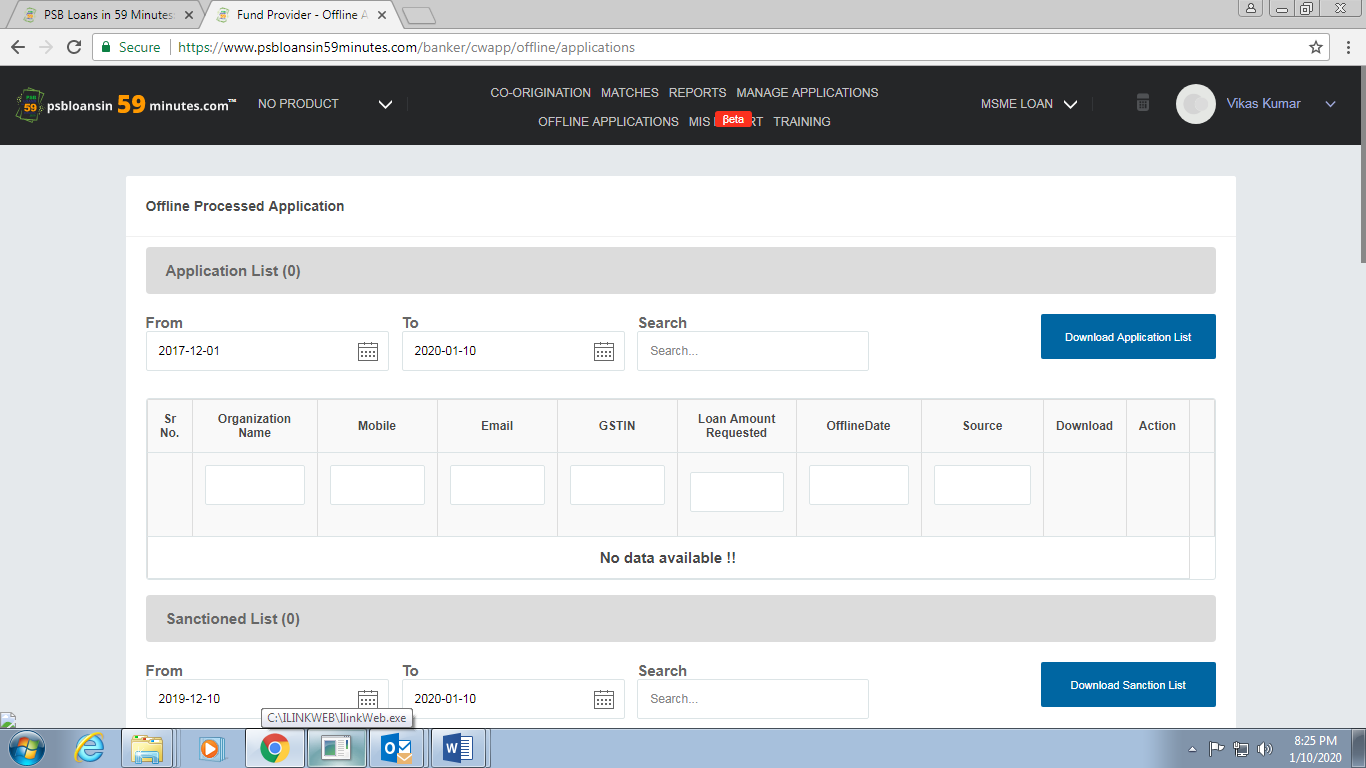 PSB Loans in 59 Minutes
Fund Provider - Offline A
Secure
https://www.psbloansin59minutes.com/banker/cwapp/offline/applications
PSB 59
psbloansin 59 minutes.com™
NO PRODUCT
CO-ORIGINATION MATCHES REPORTS MANAGE APPLICATIONS
OFFLINE APPLICATIONS MIS βeta RT TRAINING
MSME LOAN
Vikas Kumar
Offline Processed Application
Application List (0)
From To Search
2017-12-01 2020-01-10 Search...
Download Application List
Sr No. Organization Name Mobile Email GSTIN Loan Amount Requested OfflineDate Source Download Action
No data available !!
Sanctioned List (0)
From To Search
2019-12-10 2020-01-10 Search...
Download Sanction List
C:\ILINKWEB\IlinkWeb.exe
8:25 PM
1/10/2020